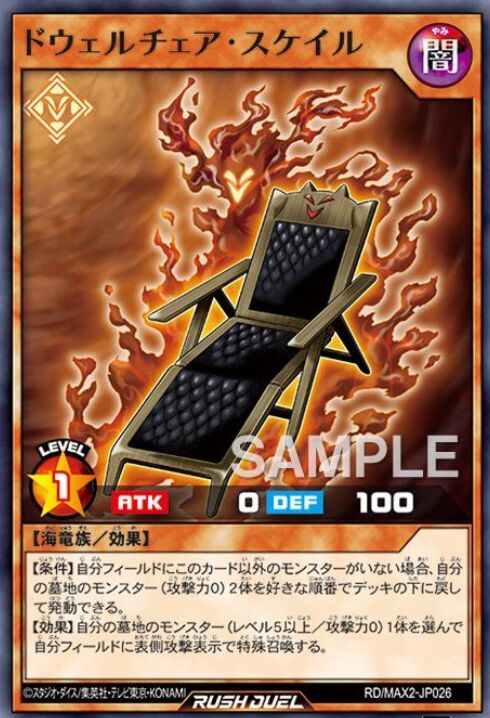 ドウェルチェア・スケイル
やみ
闇
SAMPLE
LEVEL
1
ATK 0 DEF 100
【海竜族／効果】
【条件】自分フィールドにこのカード以外のモンスターがいない場合、自分
の墓地のモンスター（攻撃力0）2体を好きな順番でデッキの下に戻し
て発動できる。
【効果】自分の墓地のモンスター（レベル5以上／攻撃力0）1体を選んで
自分フィールドに表側攻撃表示で特殊召喚する。
©スタジオ・ダイス/集英社・テレビ東京・KONAMI
RUSH DUEL
RD/MAX2-JP026